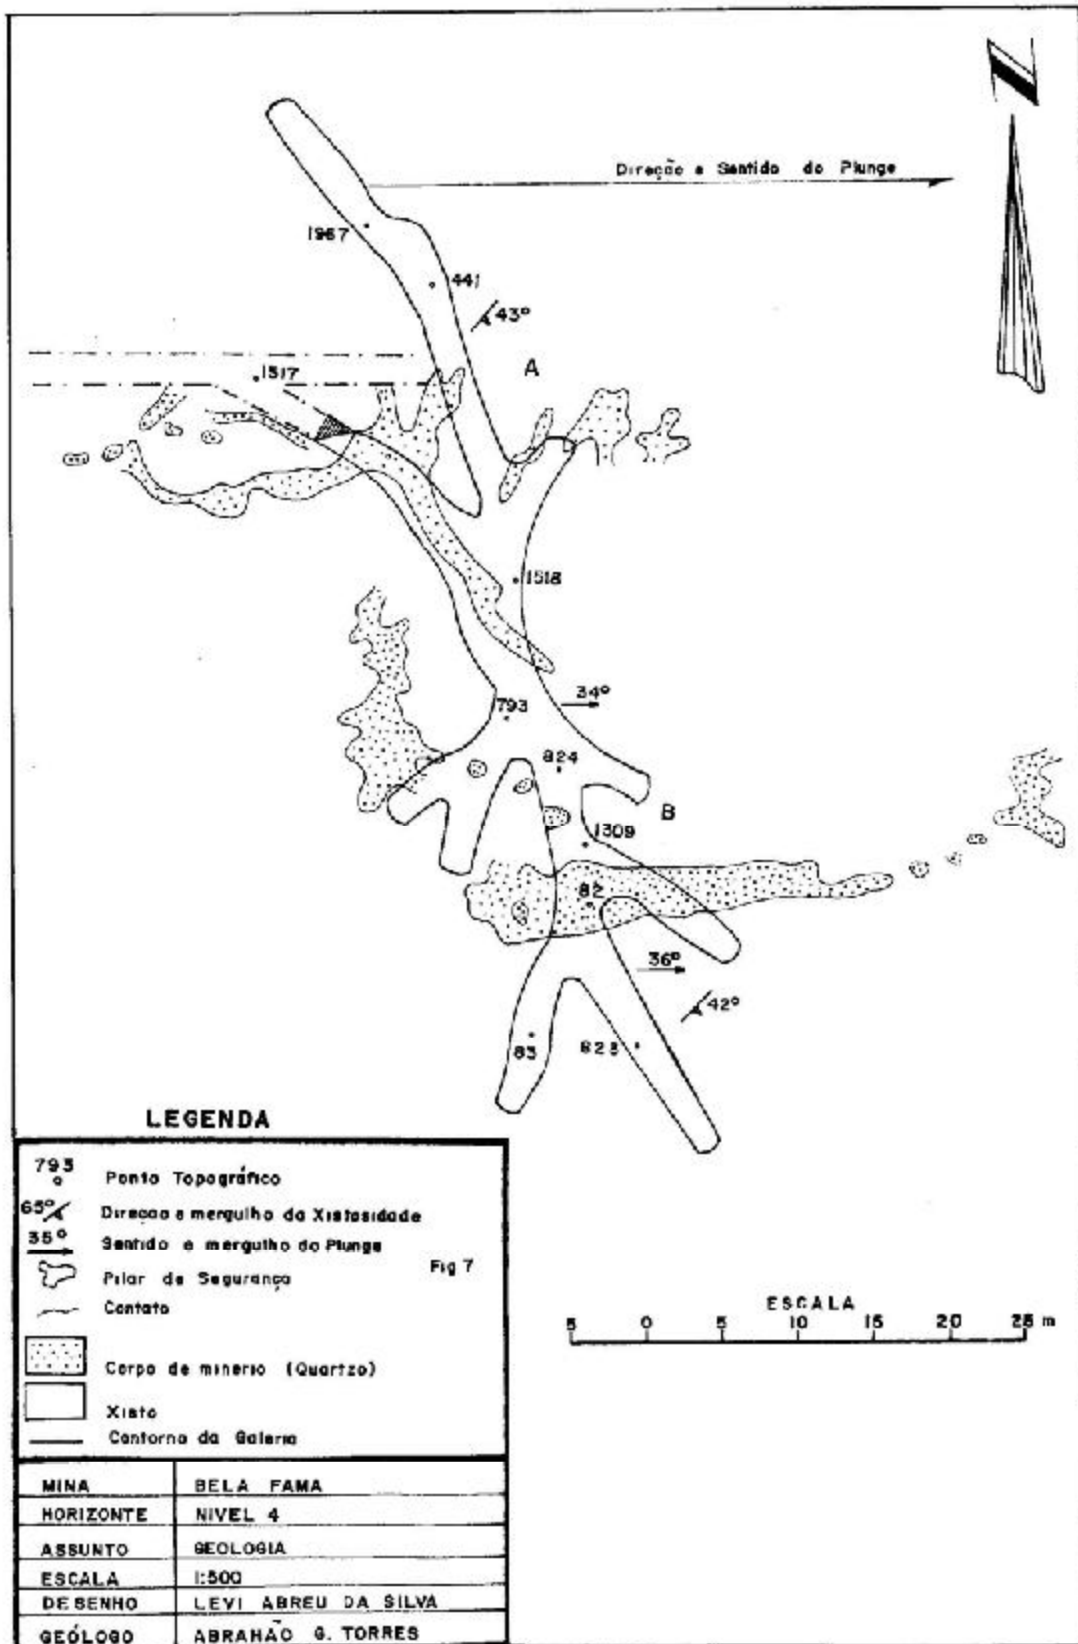 N
Direção e Sentido do Plunge
1967
441
43°
A
1517
1518
34°
793
824
B
1309
82
36°
42°
83
823
LEGENDA
793
Ponto Topográfico
65°
Direcao e mergulho da Xistosidade
35°
Sentido e mergulho do Plunge
Fig 7
Pilar de Segurança
Contato
Corpo de minerio (Quartzo)
Xisto
Contorno da Galeria
ESCALA
5 0 5 10 15 20 25 m
MINA BELA FAMA
HORIZONTE NIVEL 4
ASSUNTO GEOLOGIA
ESCALA 1:500
DESENHO LEVI ABREU DA SILVA
GEÓLOGO ABRAHÃO G. TORRES